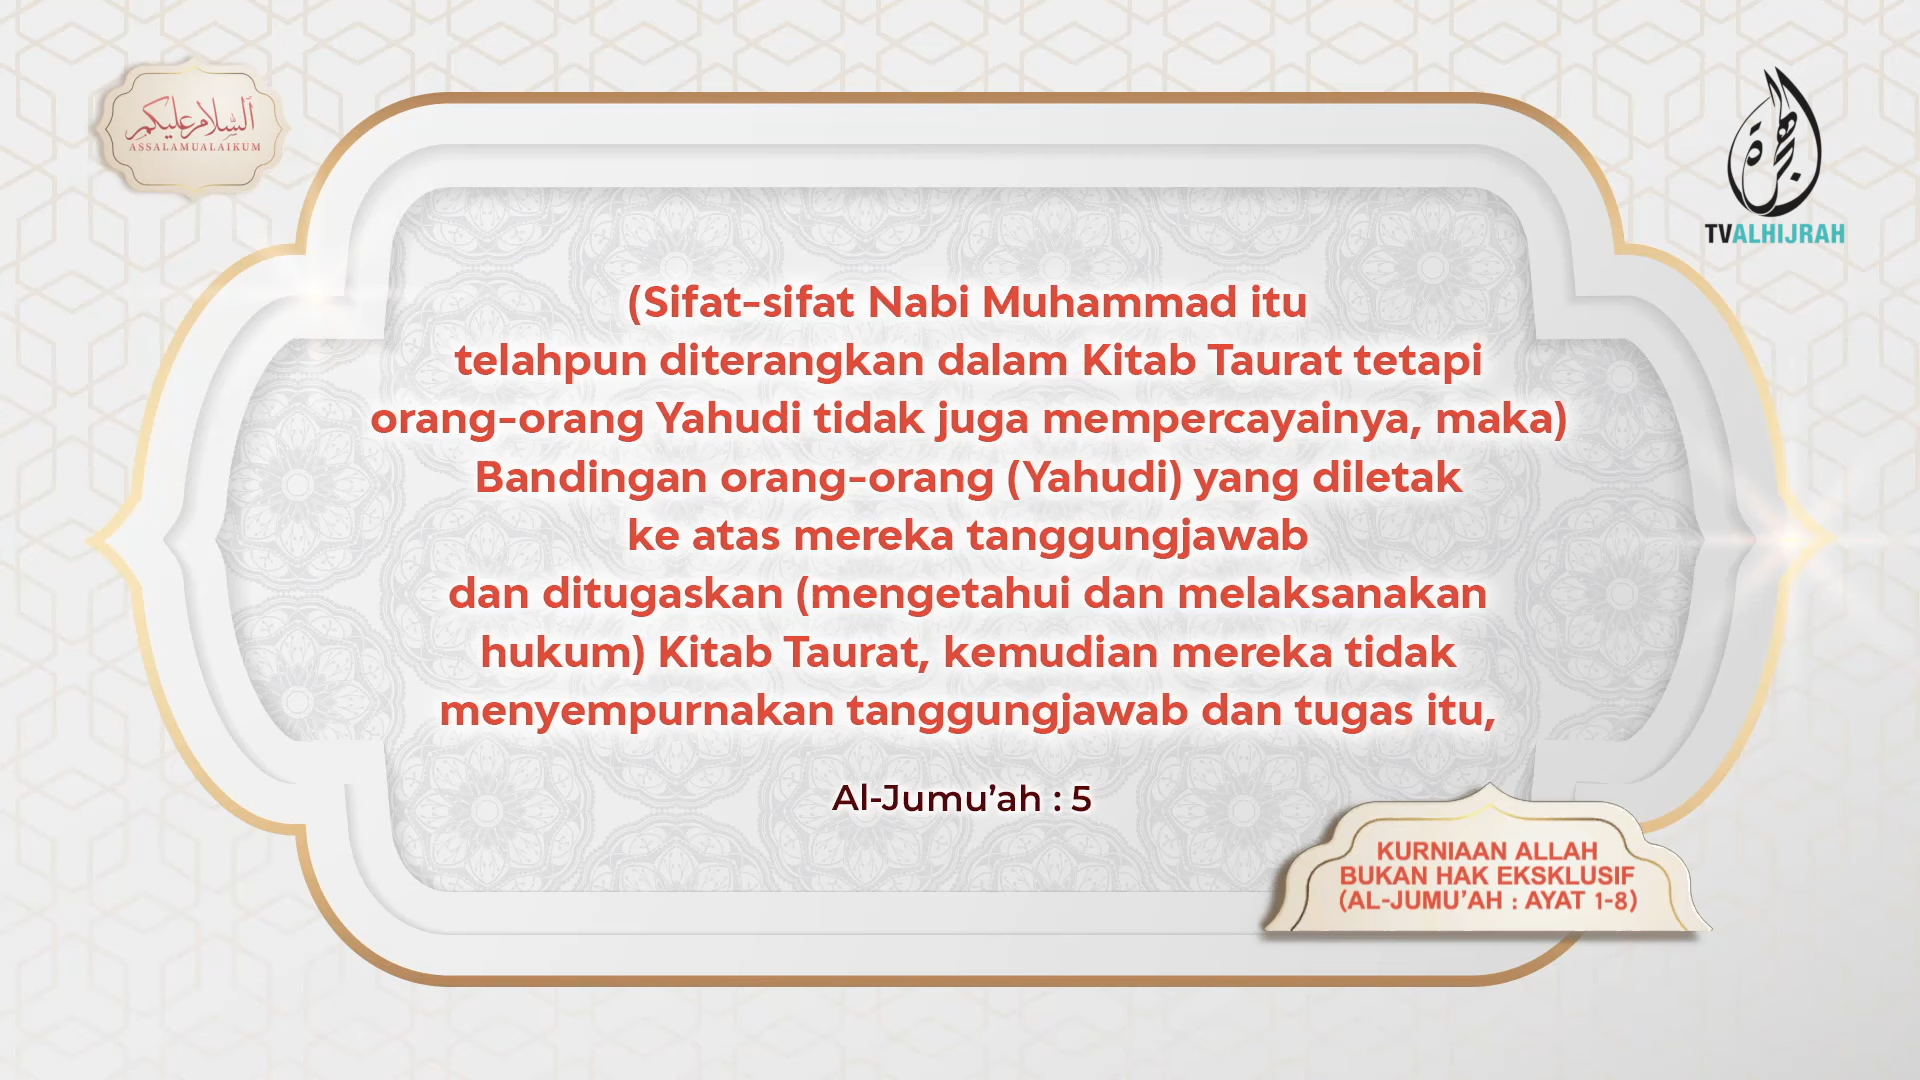 السلام عليكم
ASSALAMUALAIKUM
هجرة
TVALHIJRAH
(Sifat-sifat Nabi Muhammad itu
telahpun diterangkan dalam Kitab Taurat tetapi
orang-orang Yahudi tidak juga mempercayainya, maka)
Bandingan orang-orang (Yahudi) yang diletak
ke atas mereka tanggungjawab
dan ditugaskan (mengetahui dan melaksanakan
hukum) Kitab Taurat, kemudian mereka tidak
menyempurnakan tanggungjawab dan tugas itu,
Al-Jumu’ah : 5
KURNIAAN ALLAH
BUKAN HAK EKSKLUSIF
(AL-JUMU’AH : AYAT 1-8)